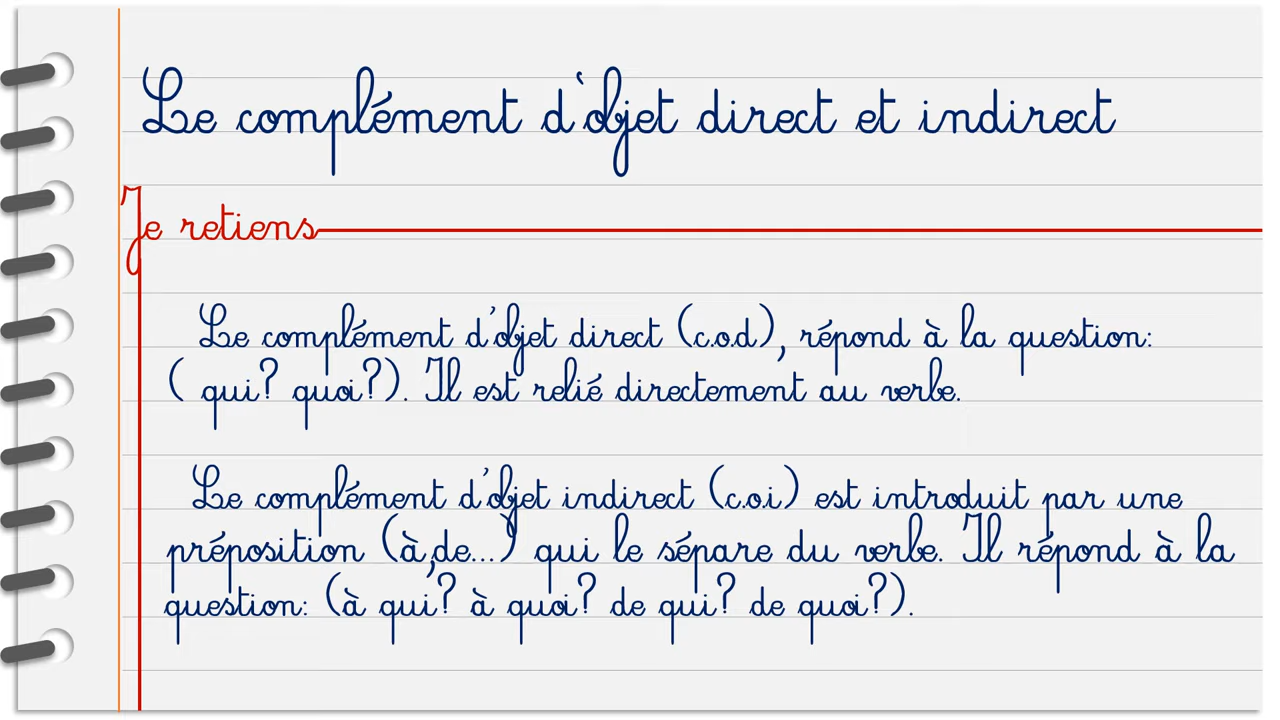 Le complément d'objet direct et indirect
Je retiens
Le complément d'objet direct (c.o.d), répond à la question:
( qui? quoi?). Il est relié directement au verbe.
Le complément d'objet indirect (c.o.i) est introduit par une
préposition (à,de...) qui le sépare du verbe. Il répond à la
question: (à qui? à quoi? de qui? de quoi?).